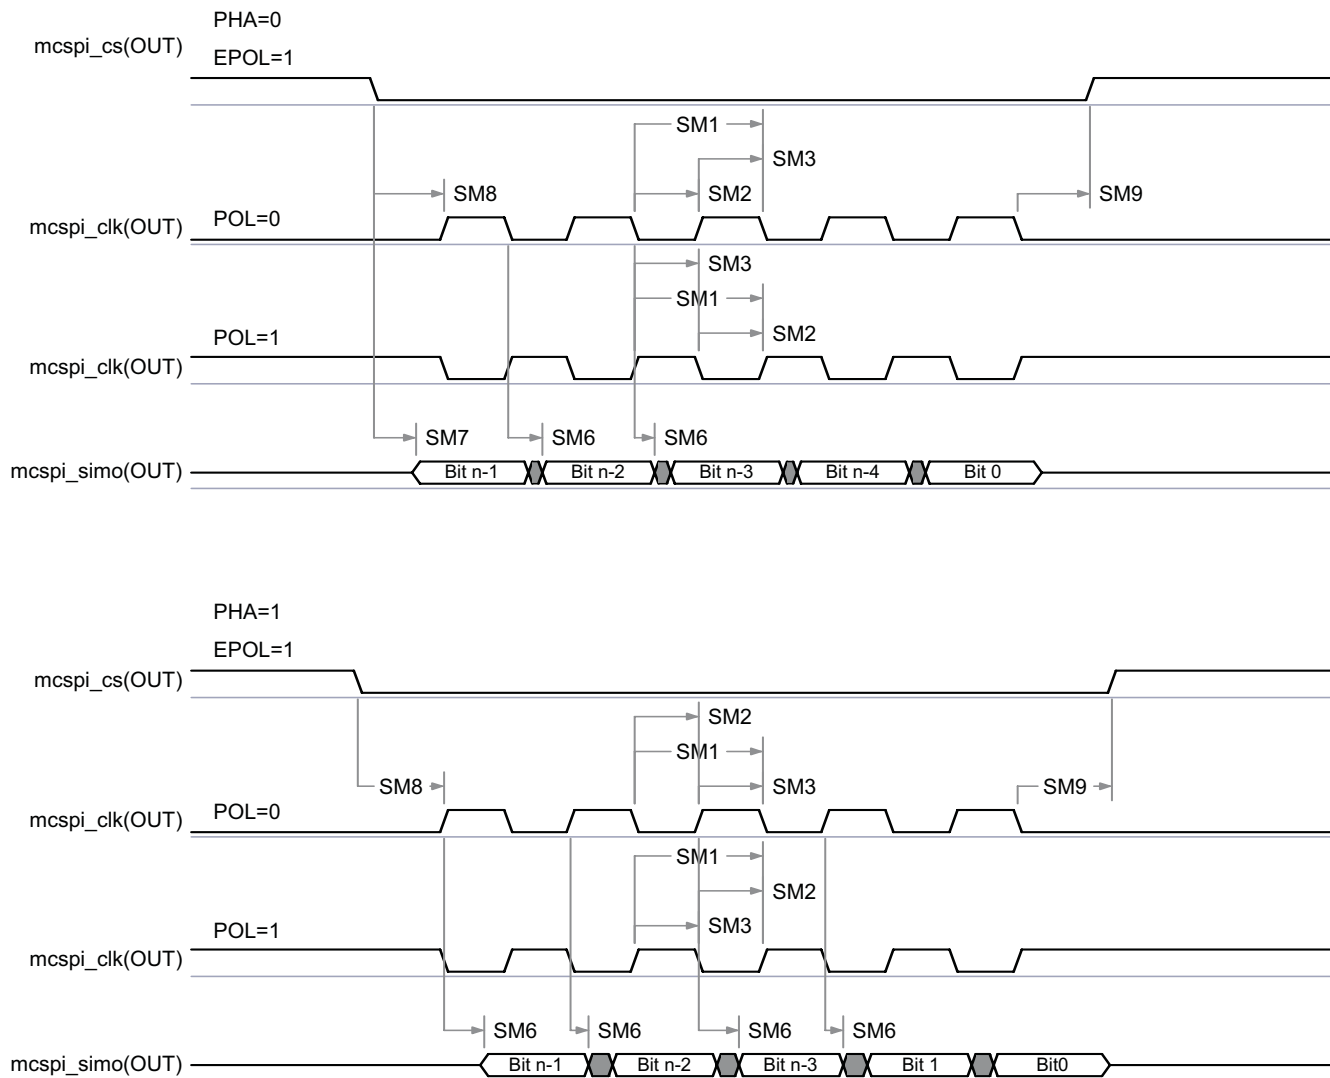 PHA=0
mcspi_cs(OUT)
EPOL=1
SM1
SM3
SM8
SM2
SM9
mcspi_clk(OUT)
POL=0
SM3
SM1
SM2
POL=1
mcspi_clk(OUT)
SM7
SM6
SM6
mcspi_simo(OUT)
Bit n-1
Bit n-2
Bit n-3
Bit n-4
Bit 0
PHA=1
EPOL=1
mcspi_cs(OUT)
SM2
SM1
SM8
SM3
SM9
POL=0
mcspi_clk(OUT)
SM1
SM2
SM3
POL=1
mcspi_clk(OUT)
SM6
SM6
SM6
SM6
mcspi_simo(OUT)
Bit n-1
Bit n-2
Bit n-3
Bit 1
Bit0